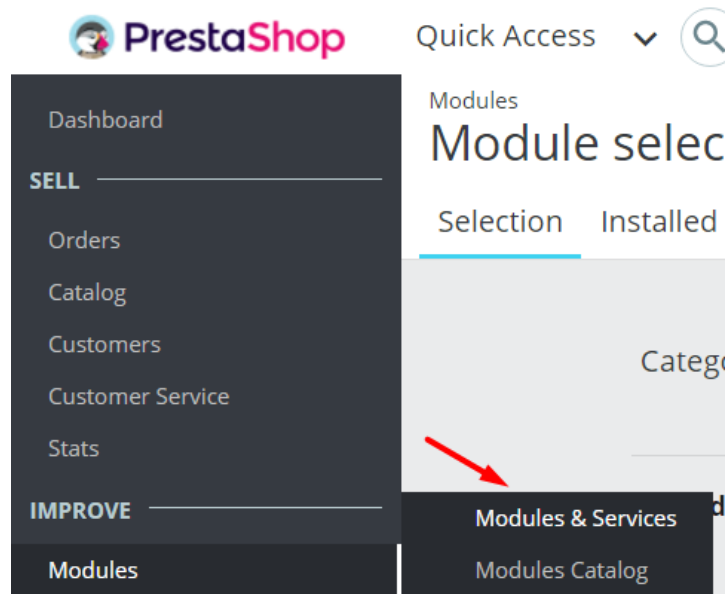 PrestaShop
Quick Access
Dashboard
SELL
Orders
Catalog
Customers
Customer Service
Stats
IMPROVE
Modules
Modules
Module selec
Selection Installed
Catego
Modules & Services
Modules Catalog